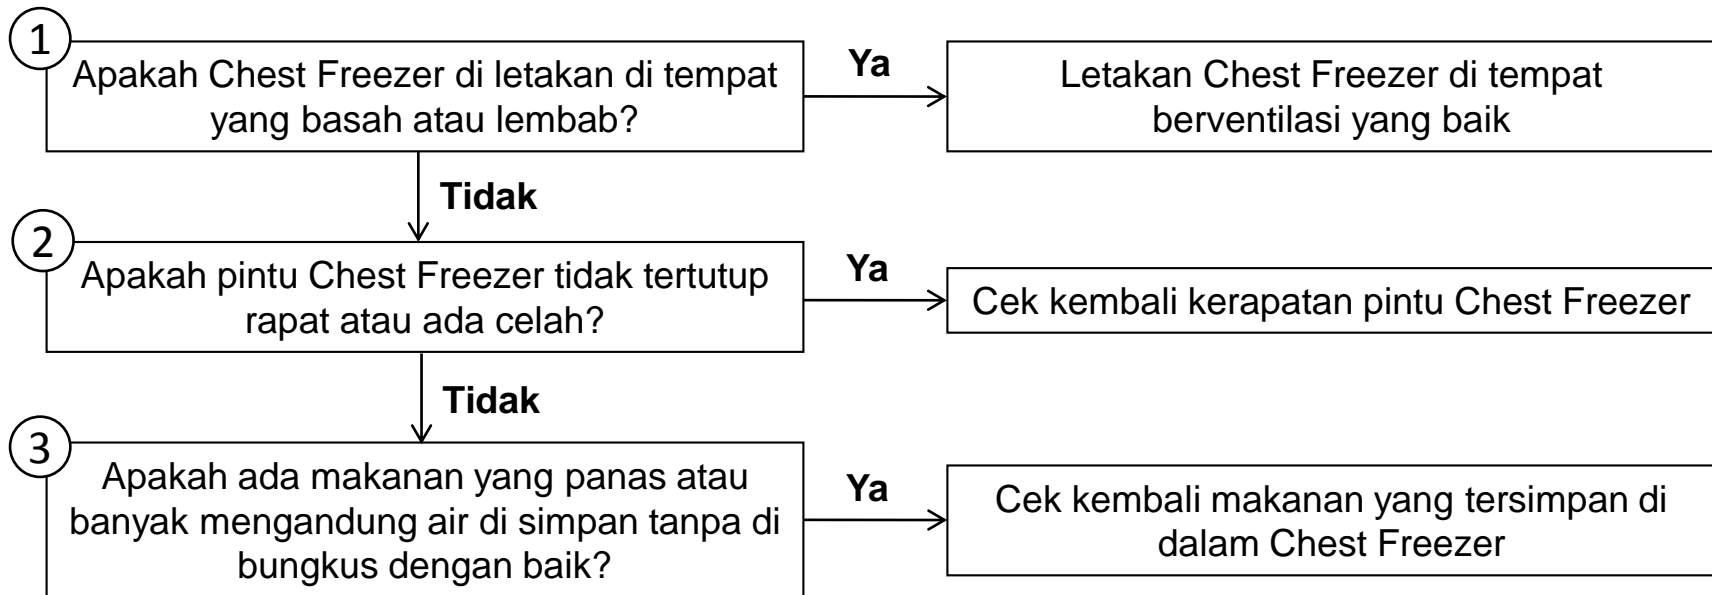 1
Apakah Chest Freezer di letakan di tempat
yang basah atau lembab?
Ya
Letakan Chest Freezer di tempat
berventilasi yang baik
Tidak
2
Apakah pintu Chest Freezer tidak tertutup
rapat atau ada celah?
Ya
Cek kembali kerapatan pintu Chest Freezer
Tidak
3
Apakah ada makanan yang panas atau
banyak mengandung air di simpan tanpa di
bungkus dengan baik?
Ya
Cek kembali makanan yang tersimpan di
dalam Chest Freezer